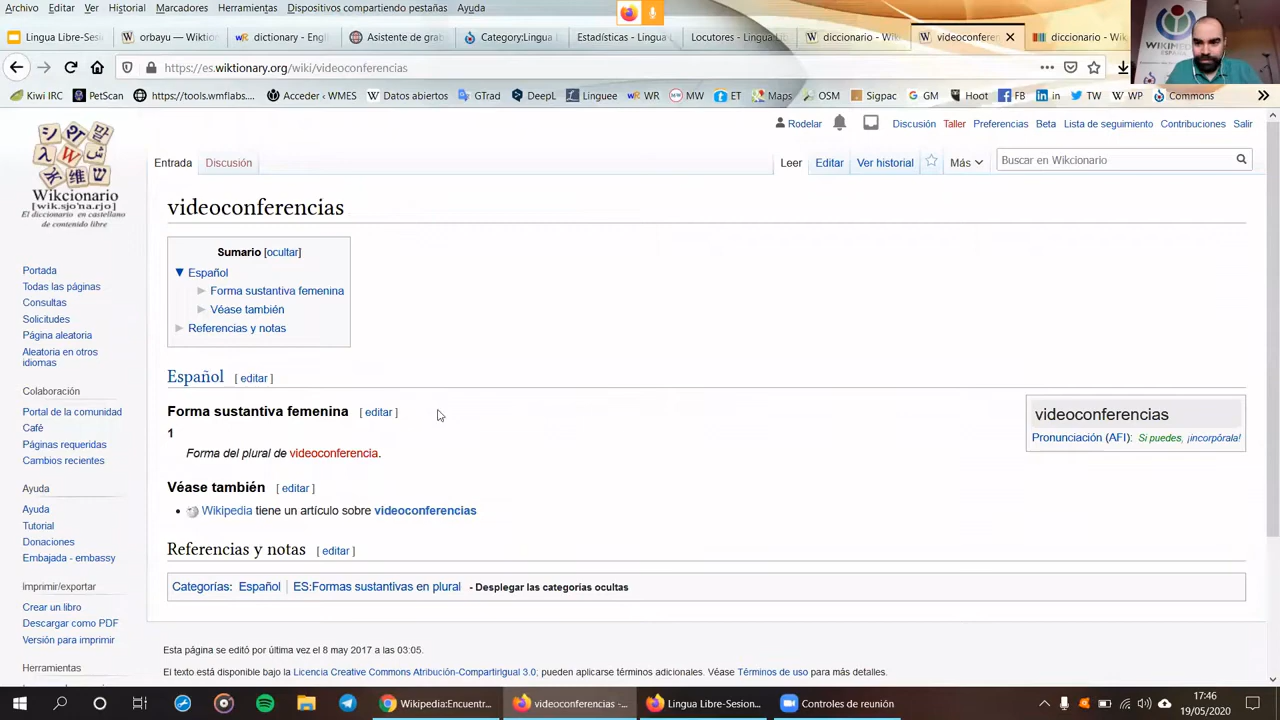 Archivo Editar Ver Historial Marcadores Herramientas Dispositivos compartiendo pestañas Ayuda
Lingua Libre-Ses
orbayu — Wikti
dictionary - Engl
Asistente de grab
Category:Lingua L
Estadísticas - Lingua L
Locutores - Lingua Lib
diccionario - Wi
videoconferen
diccionario - Wi
WIKIMEDIA
ESPAÑA
https://es.wiktionary.org/wiki/videoconferencias
Kiwi IRC PetScan https://tools.wmflabs... Acceder ‹ WMES Datos abiertos GTrad DeepL Linguee WR MW ET Maps OSM Sigpac GM Hoot FB in TW WP Commons
Rodelar Discusión Taller Preferencias Beta Lista de seguimiento Contribuciones Salir
Entrada Discusión Leer Editar Ver historial Más Buscar en Wikcionario
Wikcionario
[wik.sjo'na.rjo]
El diccionario en castellano
de contenido libre
Portada
Todas las páginas
Consultas
Solicitudes
Página aleatoria
Aleatoria en otros
idiomas
Colaboración
Portal de la comunidad
Café
Páginas requeridas
Cambios recientes
Ayuda
Ayuda
Tutorial
Donaciones
Embajada - embassy
Imprimir/exportar
Crear un libro
Descargar como PDF
Versión para imprimir
Herramientas
videoconferencias
Sumario [ocultar]
Español
Forma sustantiva femenina
Véase también
Referencias y notas
Español [ editar ]
Forma sustantiva femenina [ editar ]
1
Forma del plural de videoconferencia.
videoconferencias
Pronunciación (AFI): Si puedes, ¡incorpórala!
Véase también [ editar ]
• Wikipedia tiene un artículo sobre videoconferencias
Referencias y notas [ editar ]
Categorías: Español | ES:Formas sustantivas en plural - Desplegar las categorías ocultas
Esta página se editó por última vez el 8 may 2017 a las 03:05.
El texto está disponible bajo la Licencia Creative Commons Atribución-CompartirIgual 3.0; pueden aplicarse términos adicionales. Véase Términos de uso para más detalles.
Wikipedia:Encuentr...
videoconferencias -...
Lingua Libre-Sesion...
Controles de reunión
17:46
19/05/2020